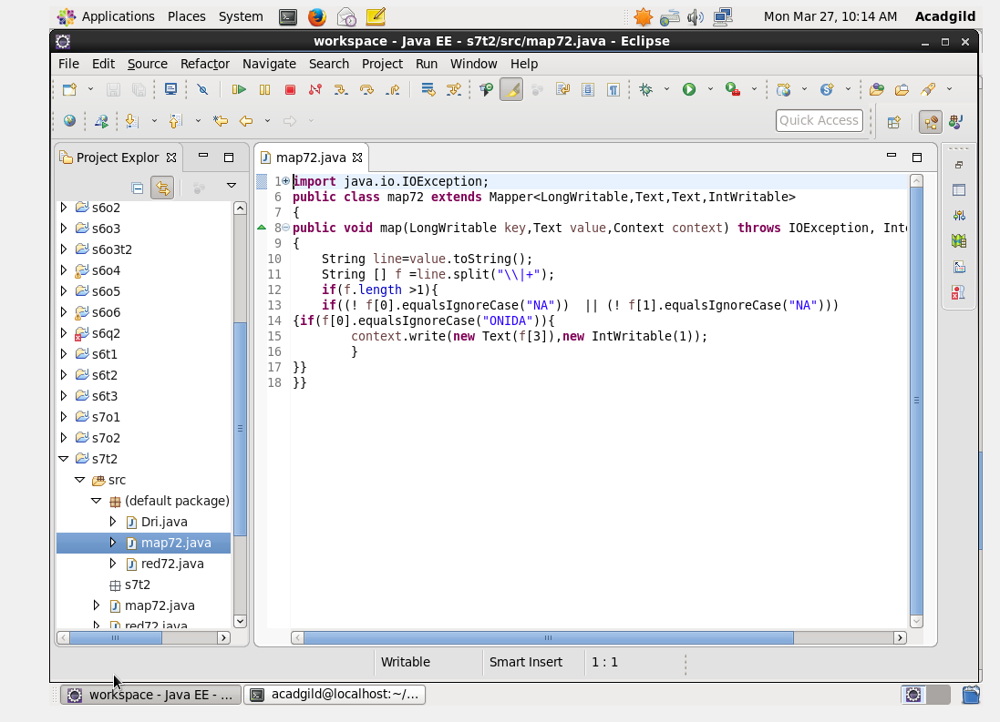 Applications Places System Mon Mar 27, 10:14 AM Acadgild
workspace - Java EE - s7t2/src/map72.java - Eclipse
File Edit Source Refactor Navigate Search Project Run Window Help
Quick Access
Project Explor
s6o2
s6o3
s6o3t2
s6o4
s6o5
s6o6
s6q2
s6t1
s6t2
s6t3
s7o1
s7o2
s7t2
src
(default package)
Dri.java
map72.java
red72.java
s7t2
map72.java
red72.java
map72.java
1 import java.io.IOException;
6 public class map72 extends Mapper<LongWritable,Text,Text,IntWritable>
7 {
8 public void map(LongWritable key,Text value,Context context) throws IOException, Inte
9 {
10 String line=value.toString();
11 String [] f =line.split("\\|+");
12 if(f.length >1){
13 if((! f[0].equalsIgnoreCase("NA")) || (! f[1].equalsIgnoreCase("NA")))
14 {if(f[0].equalsIgnoreCase("ONIDA")){
15 context.write(new Text(f[3]),new IntWritable(1));
16 }
17 }}
18 }}
Writable Smart Insert 1 : 1
workspace - Java EE - ... acadgild@localhost:~/...